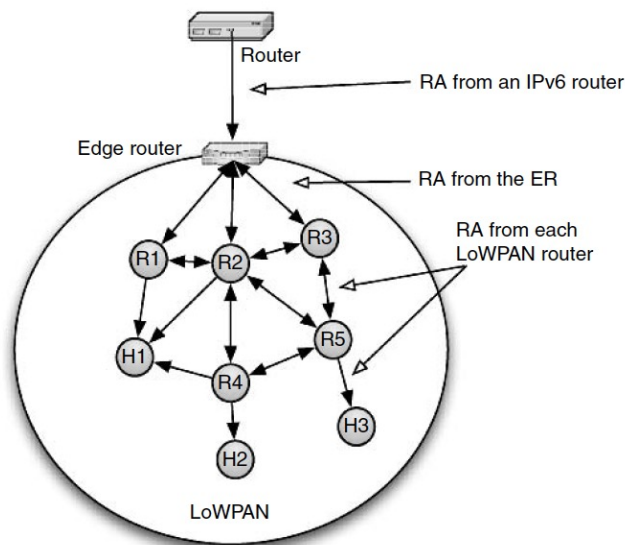 Router
RA from an IPv6 router
Edge router
RA from the ER
RA from each
LoWPAN router
R1
R2
R3
H1
R4
R5
H2
H3
LoWPAN